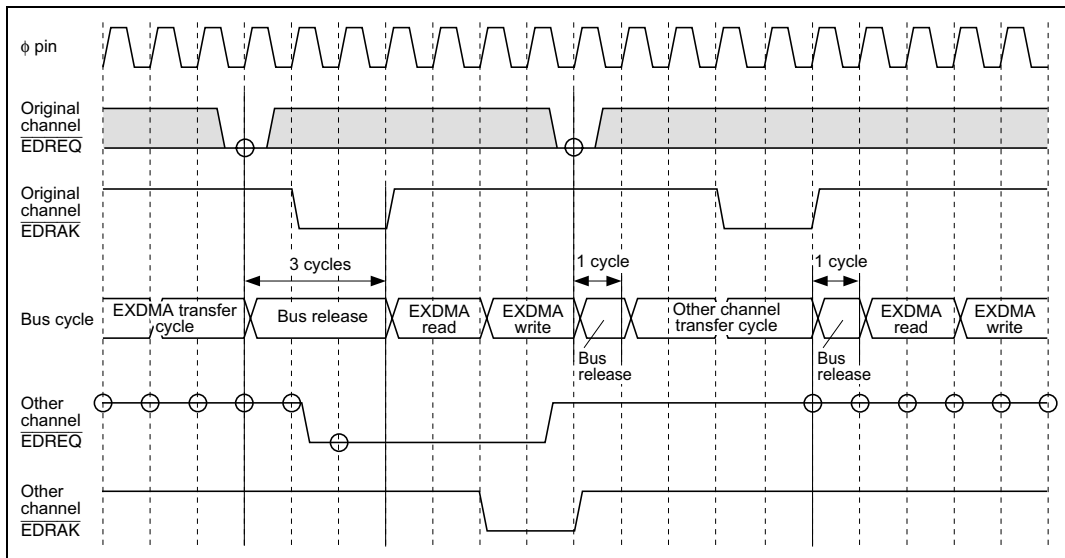 ϕ pin
Original
channel
EDREQ
Original
channel
EDRAK
3 cycles
1 cycle
1 cycle
Bus cycle
EXDMA transfer
cycle
Bus release
EXDMA
read
EXDMA
write
Bus
release
Other channel
transfer cycle
Bus
release
EXDMA
read
EXDMA
write
Other
channel
EDREQ
Other
channel
EDRAK